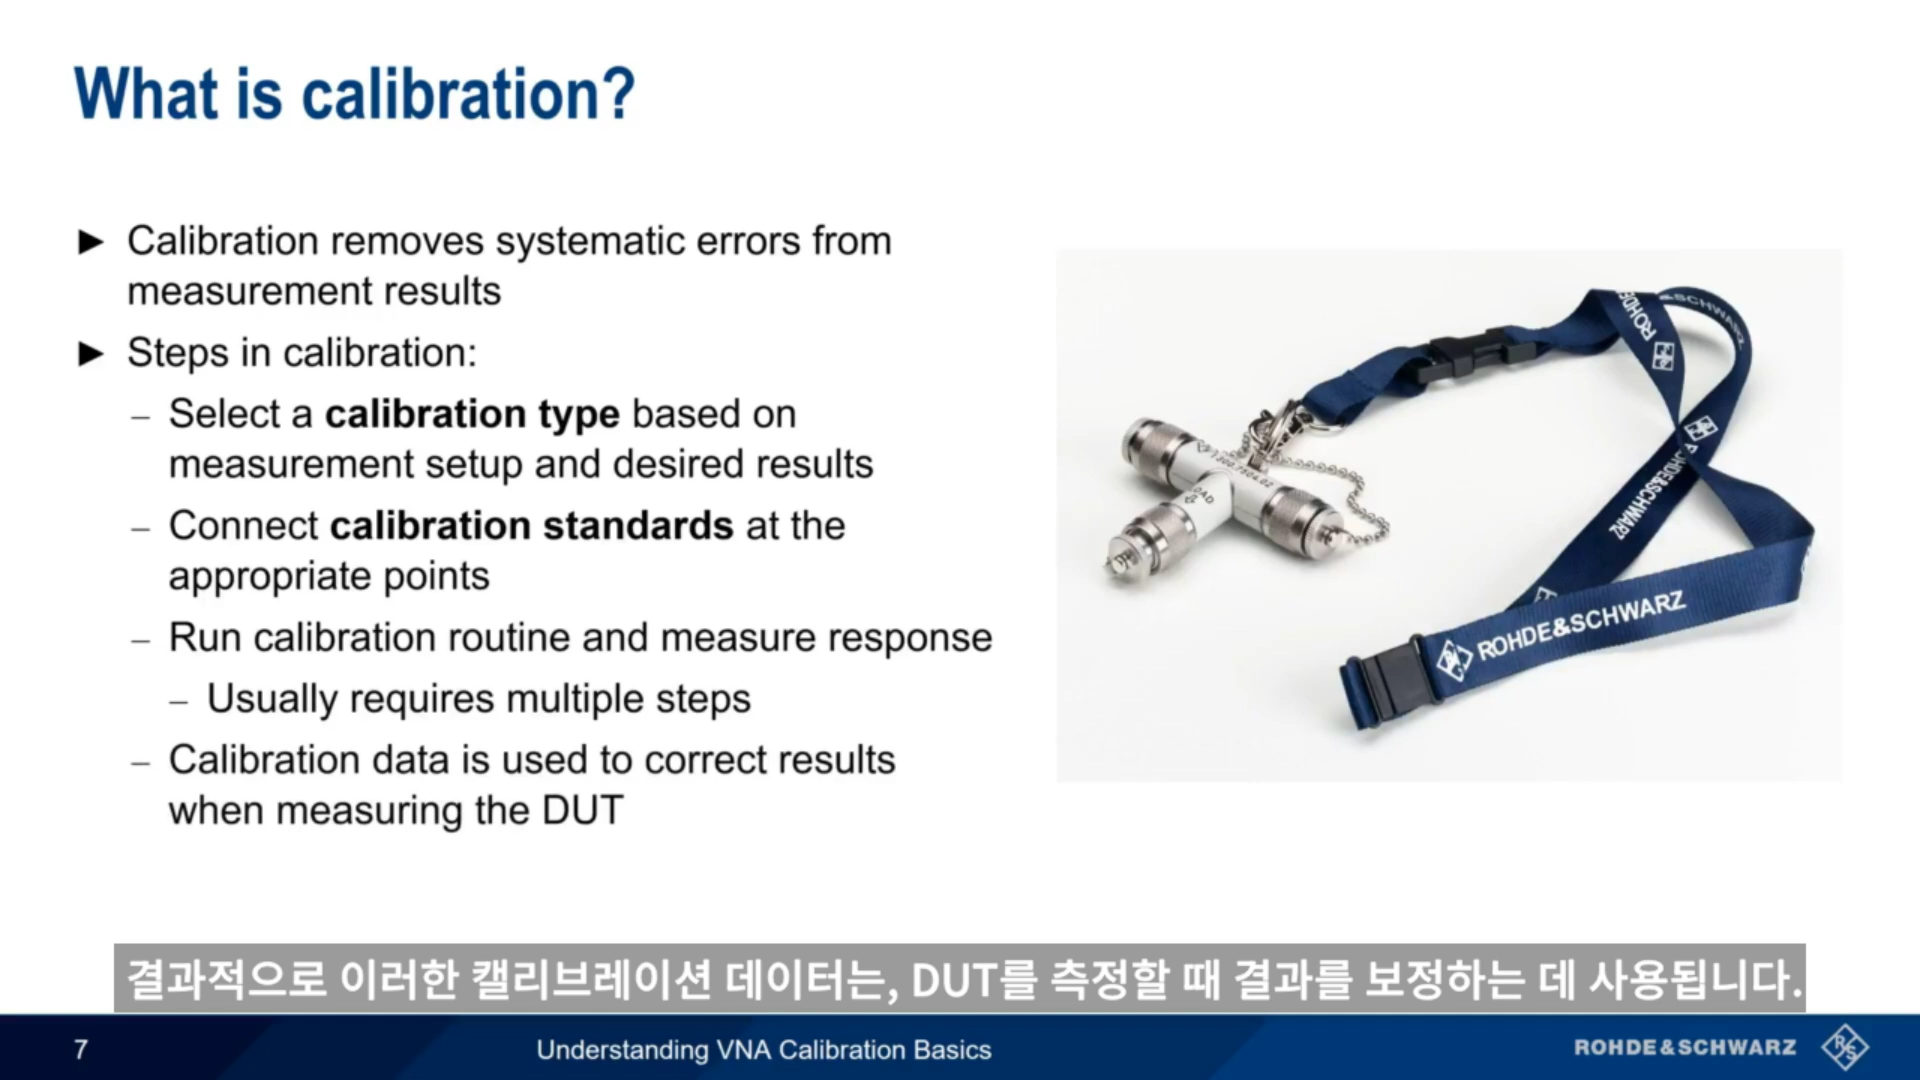 What is calibration?
► Calibration removes systematic errors from
measurement results
► Steps in calibration:
– Select a calibration type based on
measurement setup and desired results
– Connect calibration standards at the
appropriate points
– Run calibration routine and measure response
– Usually requires multiple steps
– Calibration data is used to correct results
when measuring the DUT
ROHDE
SCHWARZ
ROHDE&SCHWARZ
ROHDE&SCHWARZ
결과적으로 이러한 캘리브레이션 데이터는, DUT를 측정할 때 결과를 보정하는 데 사용됩니다.
7
Understanding VNA Calibration Basics
ROHDE&SCHWARZ
R&S